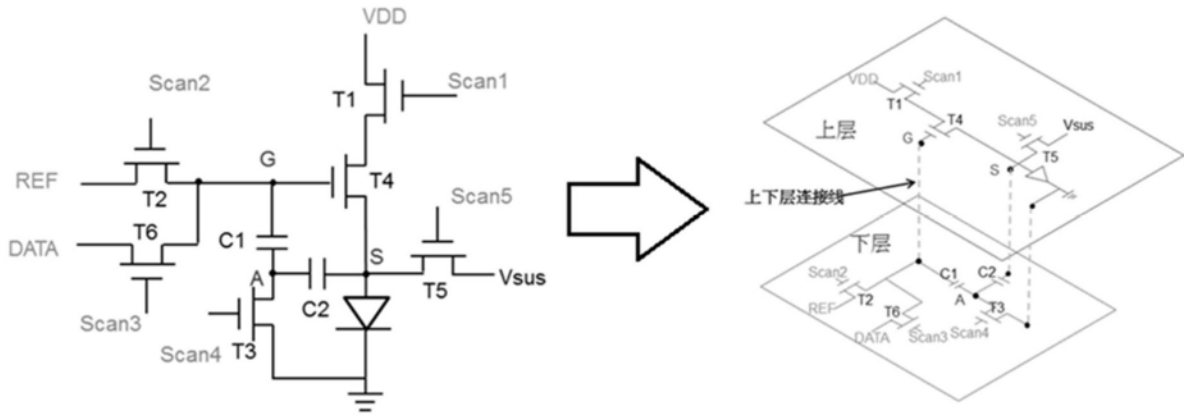 VDD
Scan2
T1
Scan1
G
REF
T2
T4
DATA
T6
C1
Scan5
A
C2
S
Vsus
T5
Scan3
Scan4
T3
VDD
Scan1
T1
T4
Scan5
Vsus
上层
G
T5
S
上下层连接线
下层
Scan2
C1
C2
REF
T2
A
T6
T3
DATA
Scan3
Scan4